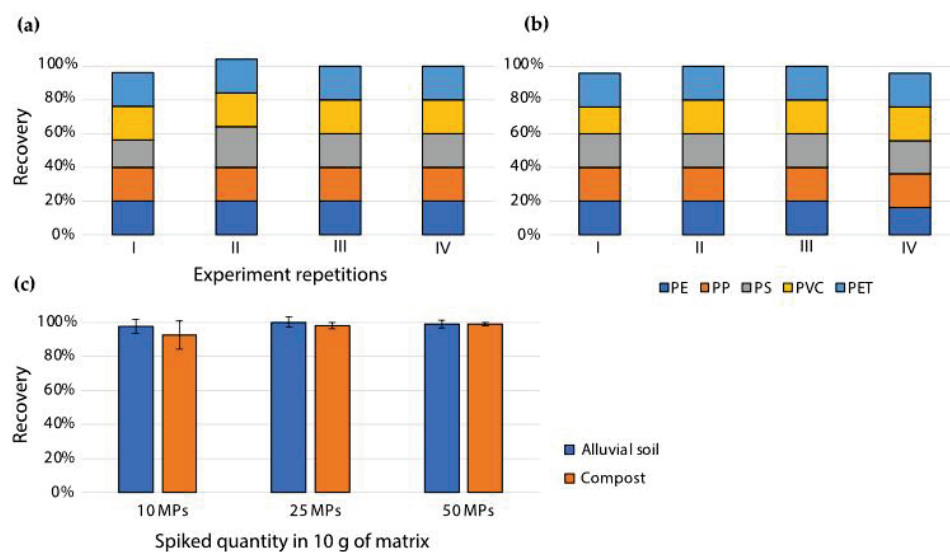 (a)
(b)
100%
80%
60%
40%
20%
0%
Recovery
I II III IV
Experiment repetitions
100%
80%
60%
40%
20%
0%
I II III IV
PE PP PS PVC PET
(c)
100%
80%
60%
40%
20%
0%
Recovery
10 MPs 25 MPs 50 MPs
Spiked quantity in 10 g of matrix
Alluvial soil
Compost